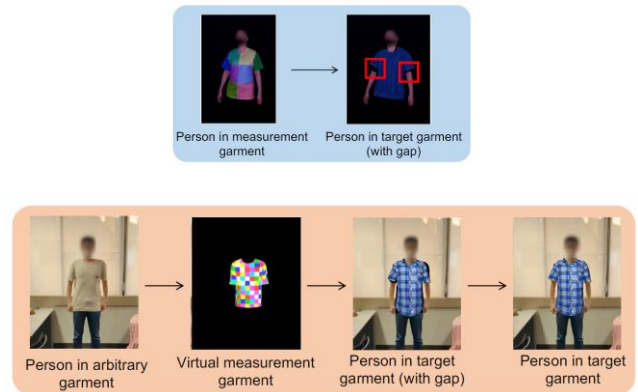 Person in measurement
garment
Person in target garment
(with gap)
Person in arbitrary
garment
Virtual measurement
garment
Person in target
garment (with gap)
Person in target
garment